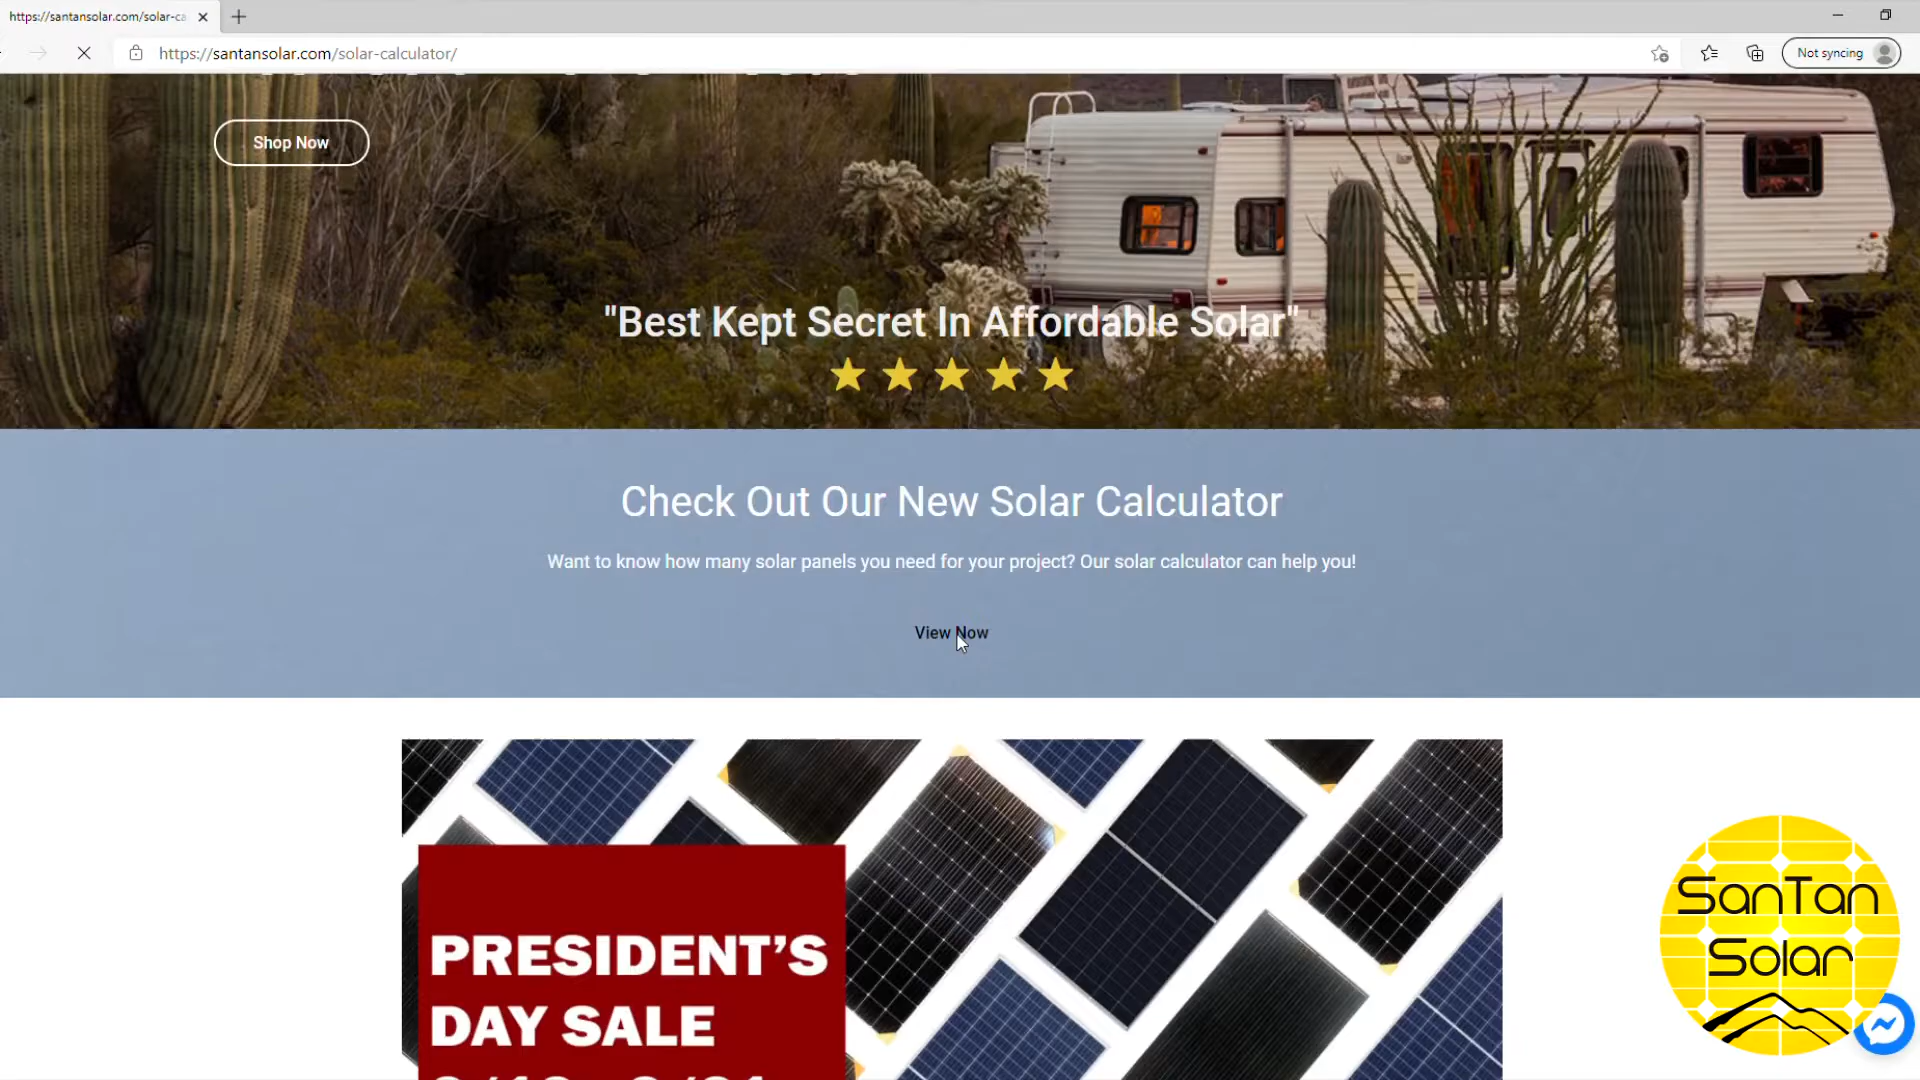 https://santansolar.com/solar-ca
https://santansolar.com/solar-calculator/
Not syncing
Shop Now
"Best Kept Secret In Affordable Solar"
Check Out Our New Solar Calculator
Want to know how many solar panels you need for your project? Our solar calculator can help you!
View Now
PRESIDENT'S
DAY SALE
SanTan
Solar